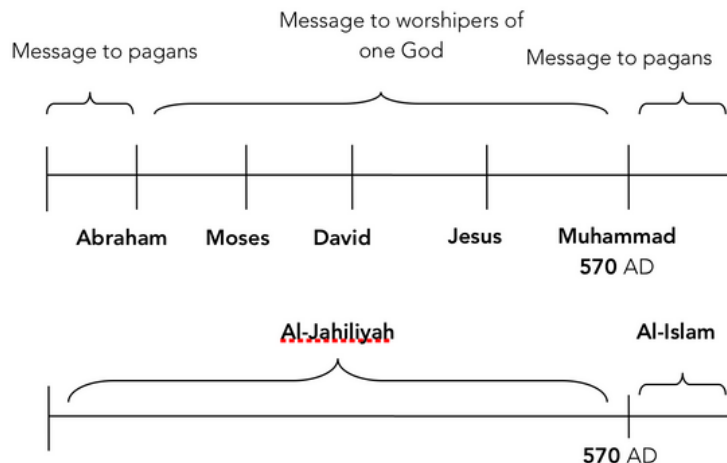 Message to pagans
Message to worshipers of
one God
Message to pagans
Abraham
Moses
David
Jesus
Muhammad
570 AD
Al-Jahiliyah
Al-Islam
570 AD